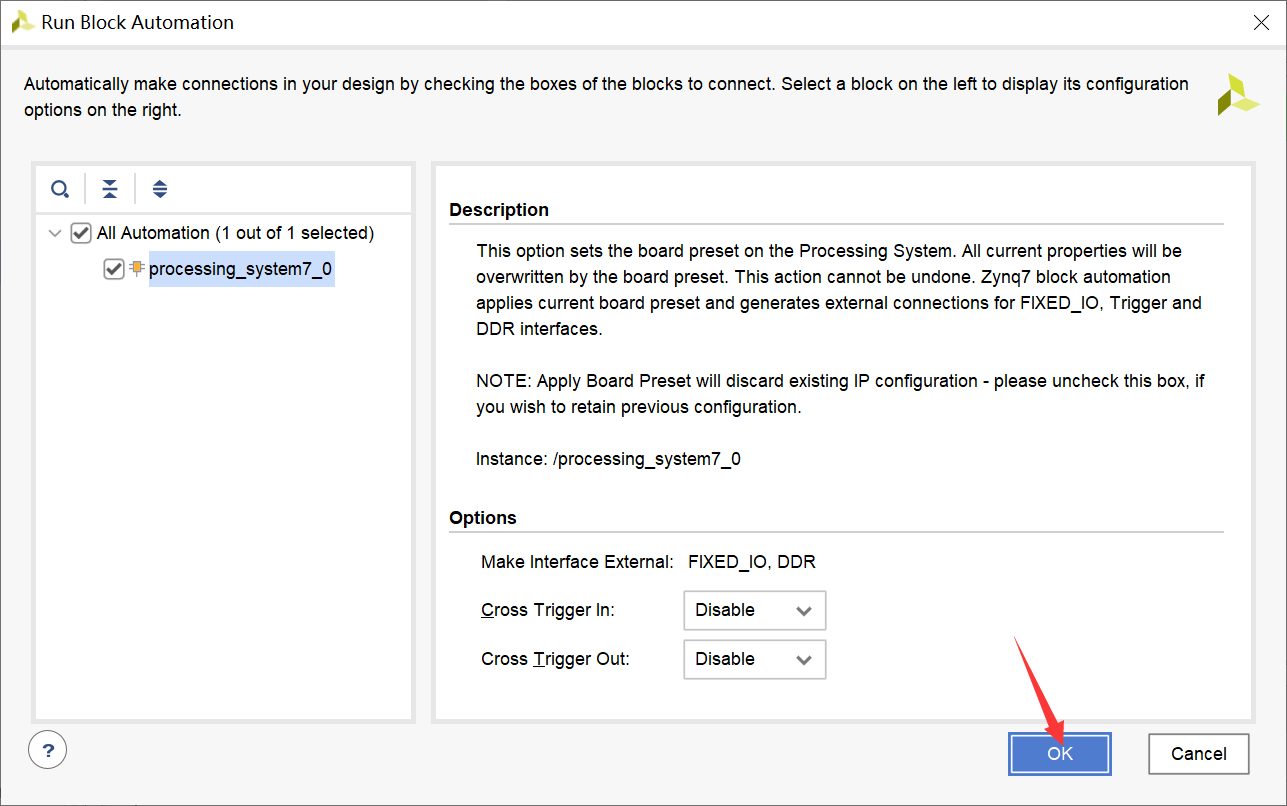 Run Block Automation
Automatically make connections in your design by checking the boxes of the blocks to connect. Select a block on the left to display its configuration
options on the right.
All Automation (1 out of 1 selected)
processing_system7_0
Description
This option sets the board preset on the Processing System. All current properties will be
overwritten by the board preset. This action cannot be undone. Zynq7 block automation
applies current board preset and generates external connections for FIXED_IO, Trigger and
DDR interfaces.
NOTE: Apply Board Preset will discard existing IP configuration - please uncheck this box, if
you wish to retain previous configuration.
Instance: /processing_system7_0
Options
Make Interface External: FIXED_IO, DDR
Cross Trigger In: Disable
Cross Trigger Out: Disable
?
OK
Cancel